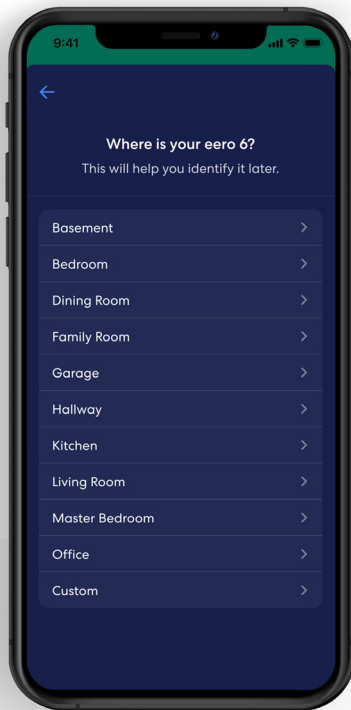 9:41
Where is your eero 6?
This will help you identify it later.
Basement
Bedroom
Dining Room
Family Room
Garage
Hallway
Kitchen
Living Room
Master Bedroom
Office
Custom